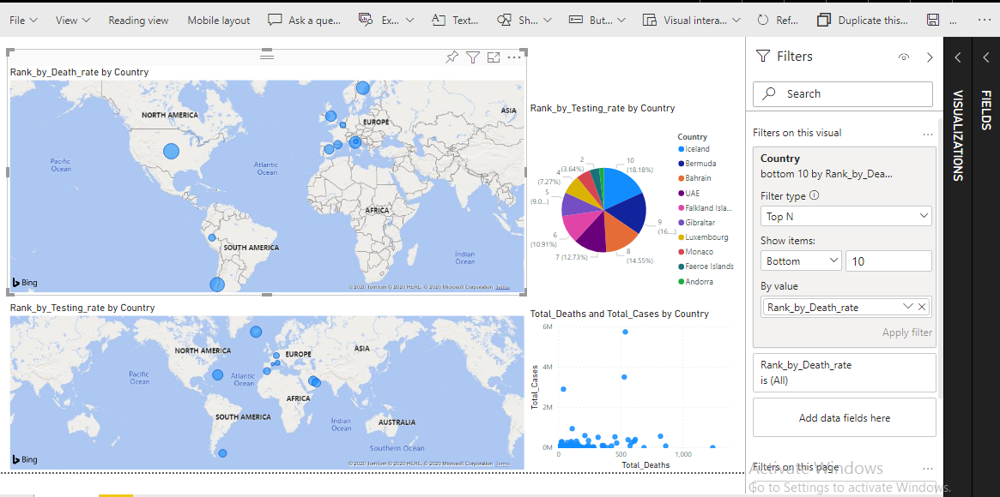 File View Reading view Mobile layout Ask a que... Ex... Text... Sh... But... Visual intera... Ref... Duplicate this... ... ...
Rank_by_Death_rate by Country
NORTH AMERICA
EUROPE
ASIA
Pacific
Ocean
Atlantic
Ocean
AFRICA
SOUTH AMERICA
Indian
Ocean
Bing
© 2020 TomTom © 2020 HERE, © 2020 Microsoft Corporation Terms
Rank_by_Testing_rate by Country
Country
Iceland
Bermuda
Bahrain
UAE
Falkland Isla...
Gibraltar
Luxembourg
Monaco
Faeroe Islands
Andorra
10
(18.18%)
9
(16....)
8
(14.55%)
7 (12.73%)
6
(10.91%)
5
(9.0...)
4
(7.27%)
(3.64%)
2
Rank_by_Testing_rate by Country
NORTH AMERICA
EUROPE
ASIA
Pacific
Ocean
Atlantic
Ocean
AFRICA
SOUTH AMERICA
Indian
Ocean
AUSTRALIA
Southern Ocean
Bing
© 2020 TomTom © 2020 HERE, © 2020 Microsoft Corporation Terms
Total_Deaths and Total_Cases by Country
Total_Cases
6M
4M
2M
0M
0 500 1,000
Total_Deaths
Filters
Search
Filters on this visual ...
Country
bottom 10 by Rank_by_Dea...
Filter type
Top N
Show items:
Bottom 10
By value
Rank_by_Death_rate
Apply filter
Rank_by_Death_rate
is (All)
Add data fields here
Filters on this page ...
Activate Windows
Go to Settings to activate Windows.
VISUALIZATIONS
FIELDS